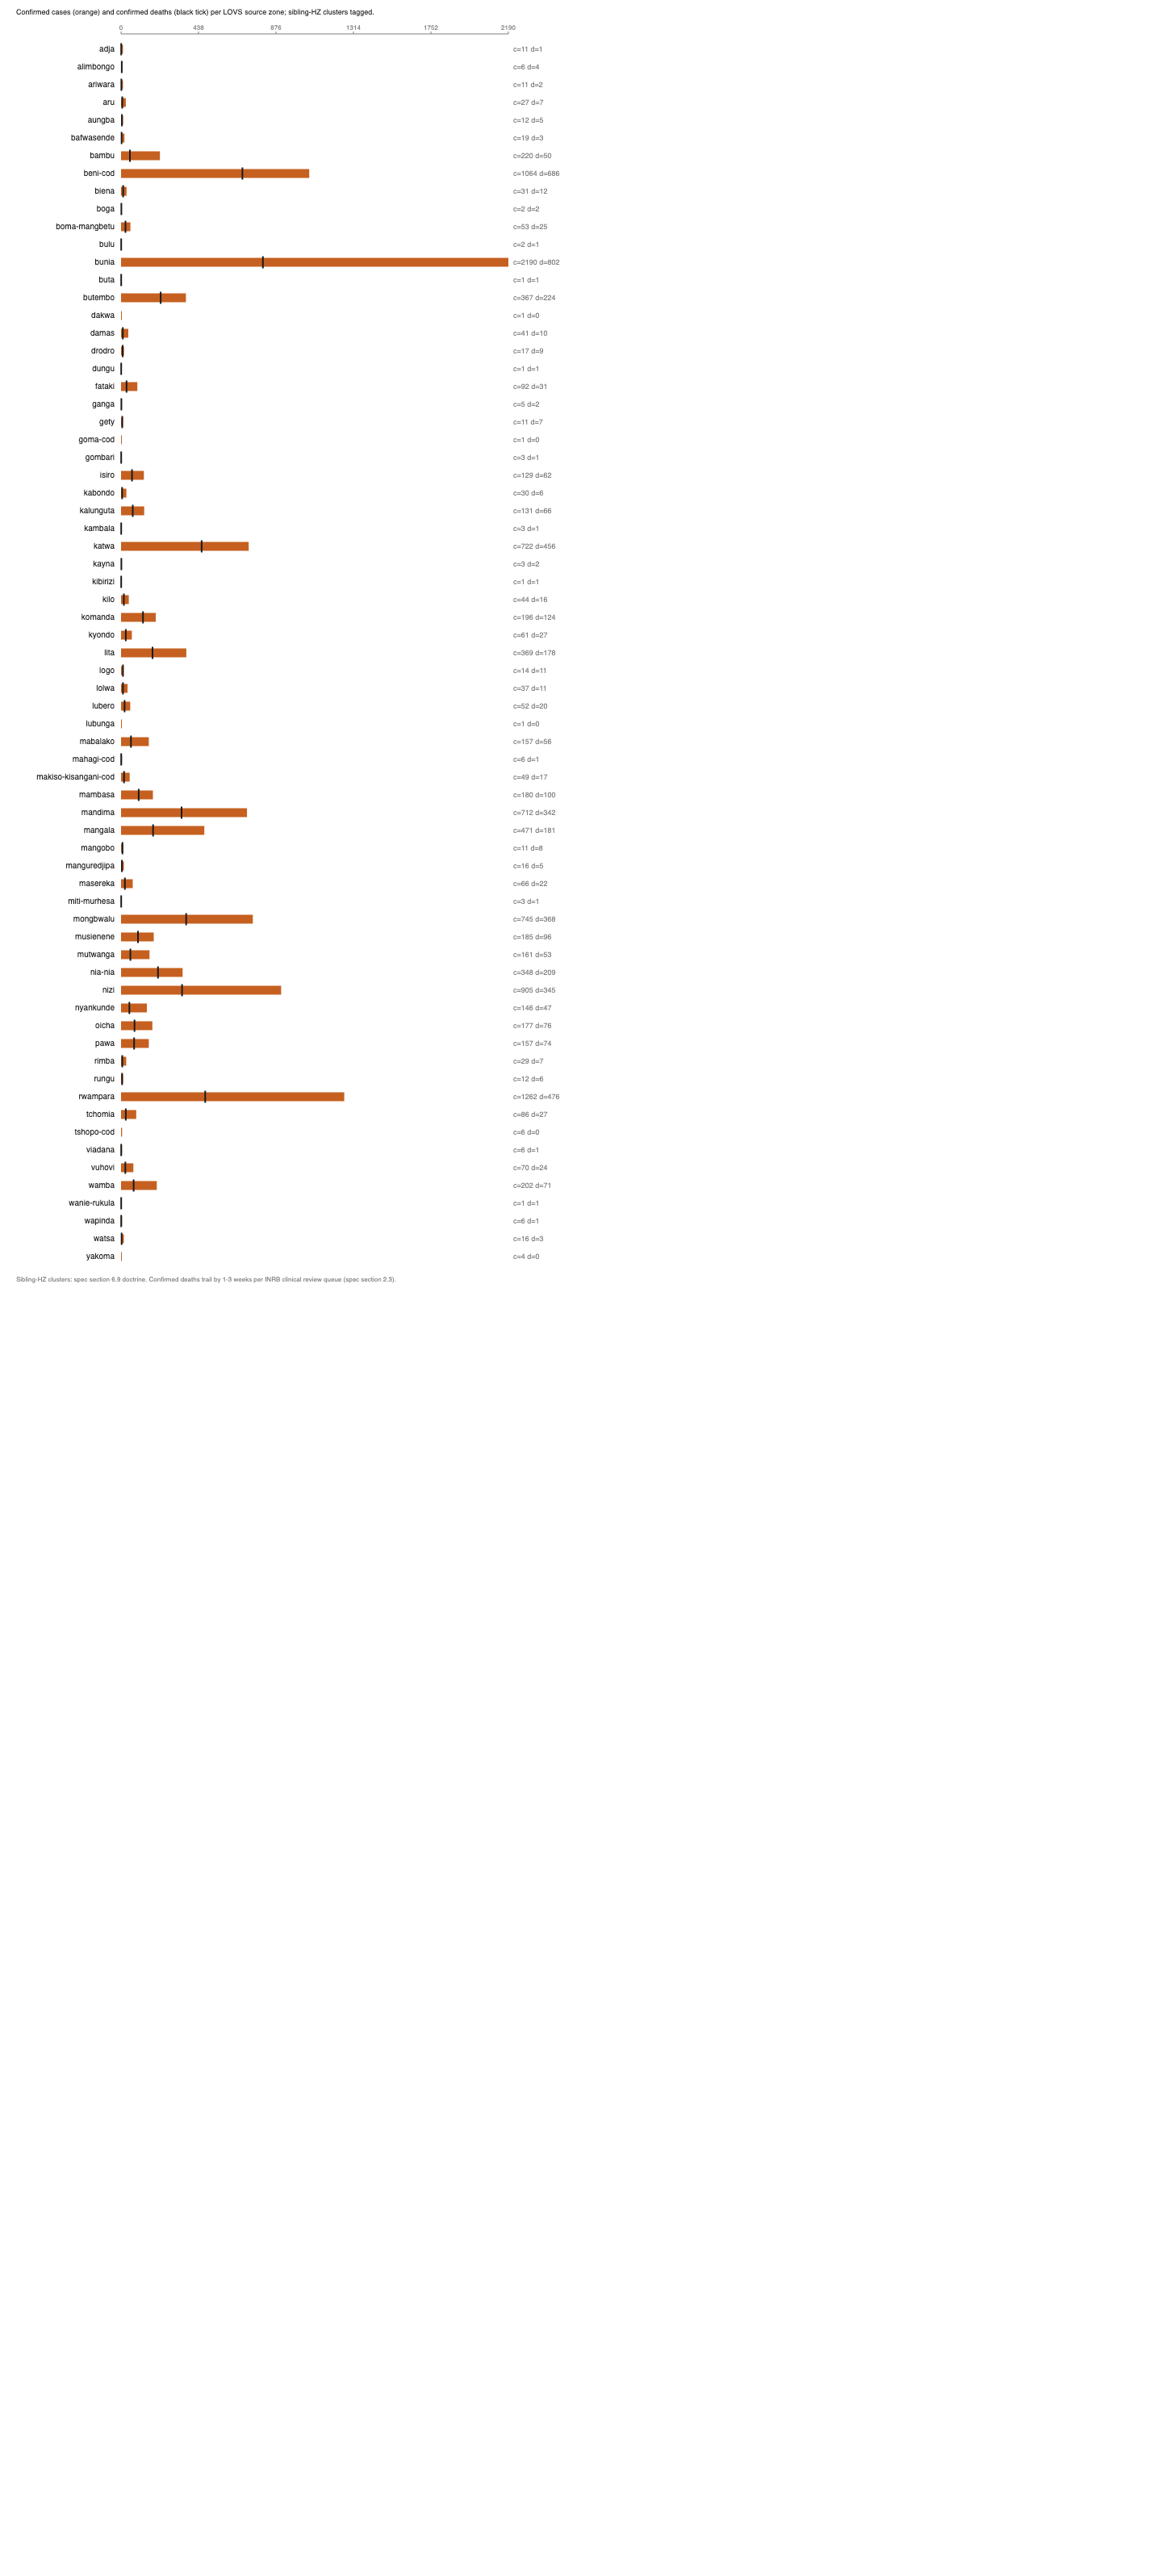 Confirmed cases (orange) and confirmed deaths (black tick) per LOVS source zone; sibling-HZ clusters tagged.
0 438 876 1314 1752 2190
adja c=11 d=1
alimbongo c=6 d=4
ariwara c=11 d=2
aru c=27 d=7
aungba c=12 d=5
bafwasende c=19 d=3
bambu c=220 d=50
beni-cod c=1064 d=686
biena c=31 d=12
boga c=2 d=2
boma-mangbetu c=53 d=25
bulu c=2 d=1
bunia c=2190 d=802
buta c=1 d=1
butembo c=367 d=224
dakwa c=1 d=0
damas c=41 d=10
drodro c=17 d=9
dungu c=1 d=1
fataki c=92 d=31
ganga c=5 d=2
gety c=11 d=7
goma-cod c=1 d=0
gombari c=3 d=1
isiro c=129 d=62
kabondo c=30 d=6
kalunguta c=131 d=66
kambala c=3 d=1
katwa c=722 d=456
kayna c=3 d=2
kibirizi c=1 d=1
kilo c=44 d=16
komanda c=196 d=124
kyondo c=61 d=27
lita c=369 d=178
logo c=14 d=11
lolwa c=37 d=11
lubero c=52 d=20
lubunga c=1 d=0
mabalako c=157 d=56
mahagi-cod c=6 d=1
makiso-kisangani-cod c=49 d=17
mambasa c=180 d=100
mandima c=712 d=342
mangala c=471 d=181
mangobo c=11 d=8
manguredjipa c=16 d=5
masereka c=66 d=22
miti-murhesa c=3 d=1
mongbwalu c=745 d=368
musienene c=185 d=96
mutwanga c=161 d=53
nia-nia c=348 d=209
nizi c=905 d=345
nyankunde c=146 d=47
oicha c=177 d=76
pawa c=157 d=74
rimba c=29 d=7
rungu c=12 d=6
rwampara c=1262 d=476
tchomia c=86 d=27
tshopo-cod c=6 d=0
viadana c=6 d=1
vuhovi c=70 d=24
wamba c=202 d=71
wanie-rukula c=1 d=1
wapinda c=6 d=1
watsa c=16 d=3
yakoma c=4 d=0
Sibling-HZ clusters: spec section 6.9 doctrine. Confirmed deaths trail by 1-3 weeks per INRB clinical review queue (spec section 2.3).